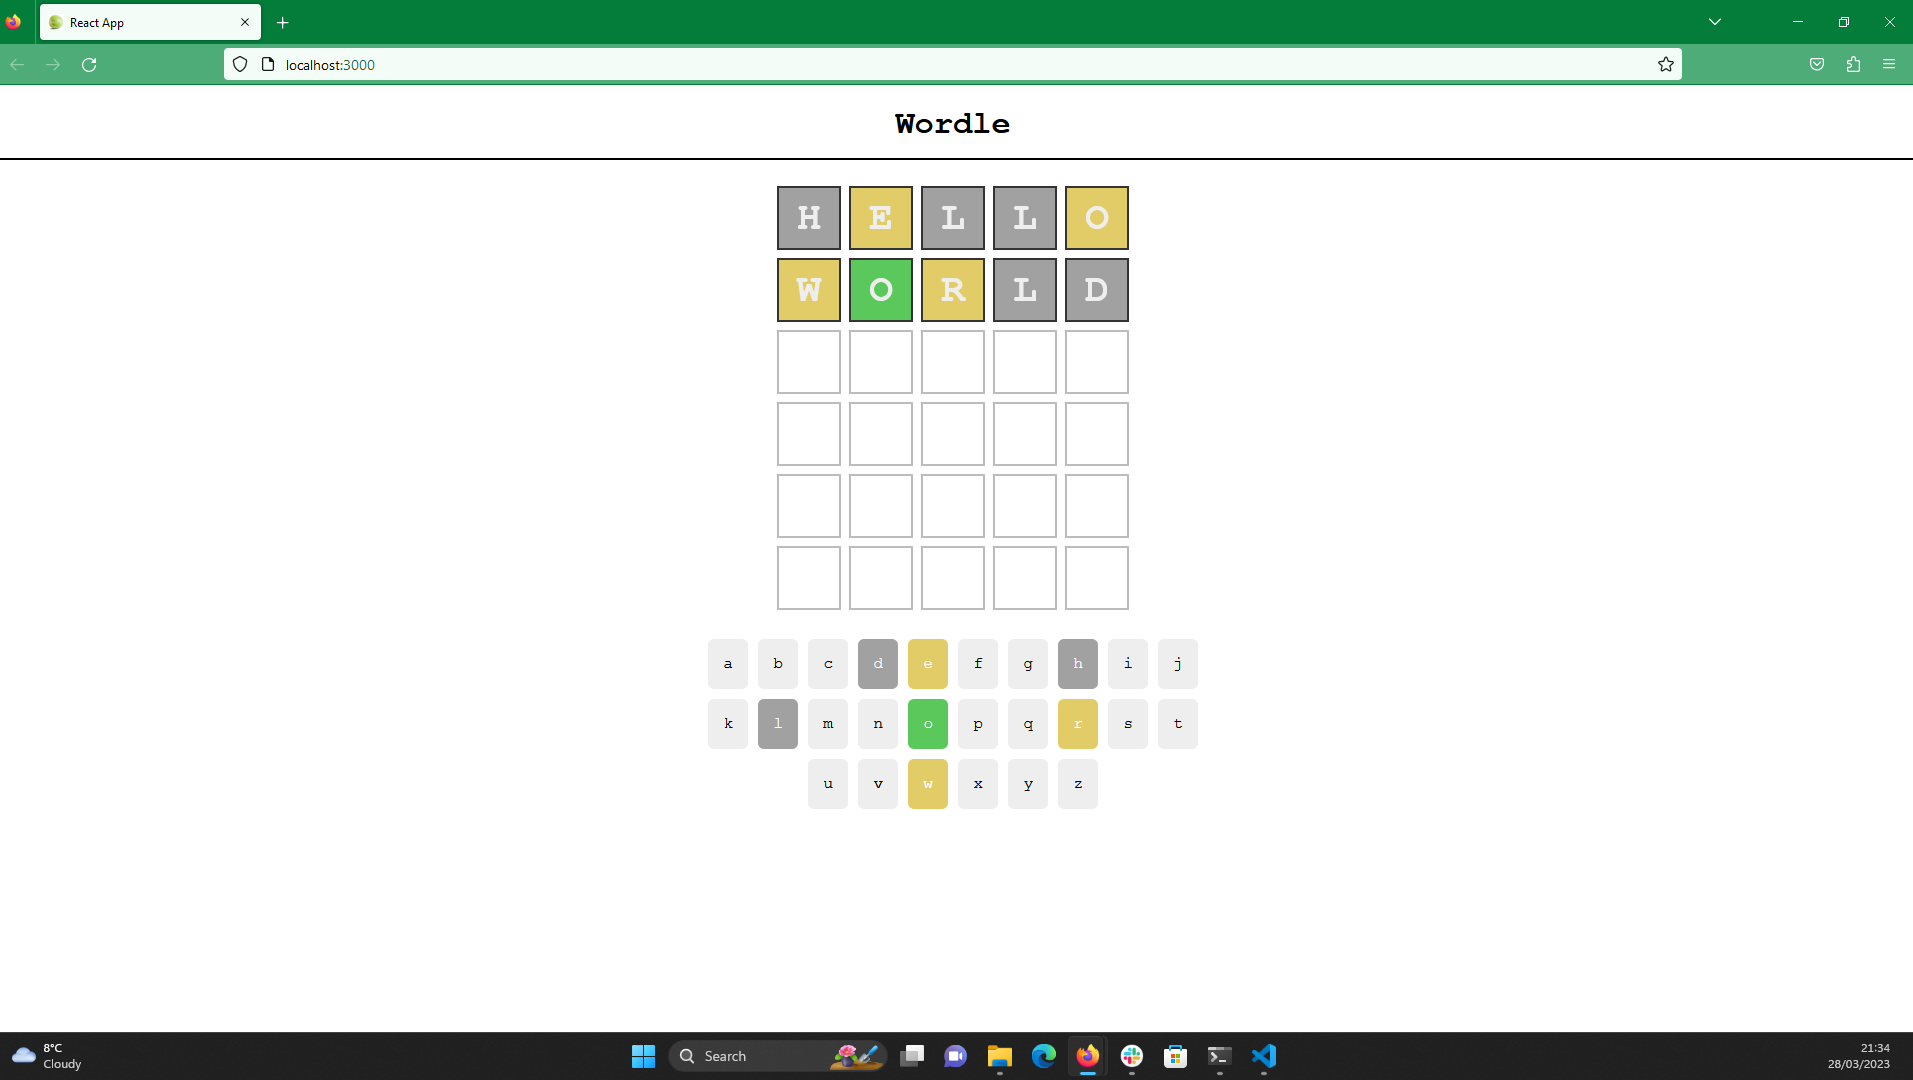 React App
localhost:3000
Wordle
H E L L O
W O R L D
a b c d e f g h i j
k l m n o p q r s t
u v w x y z
8°C
Cloudy
Search
21:34
28/03/2023